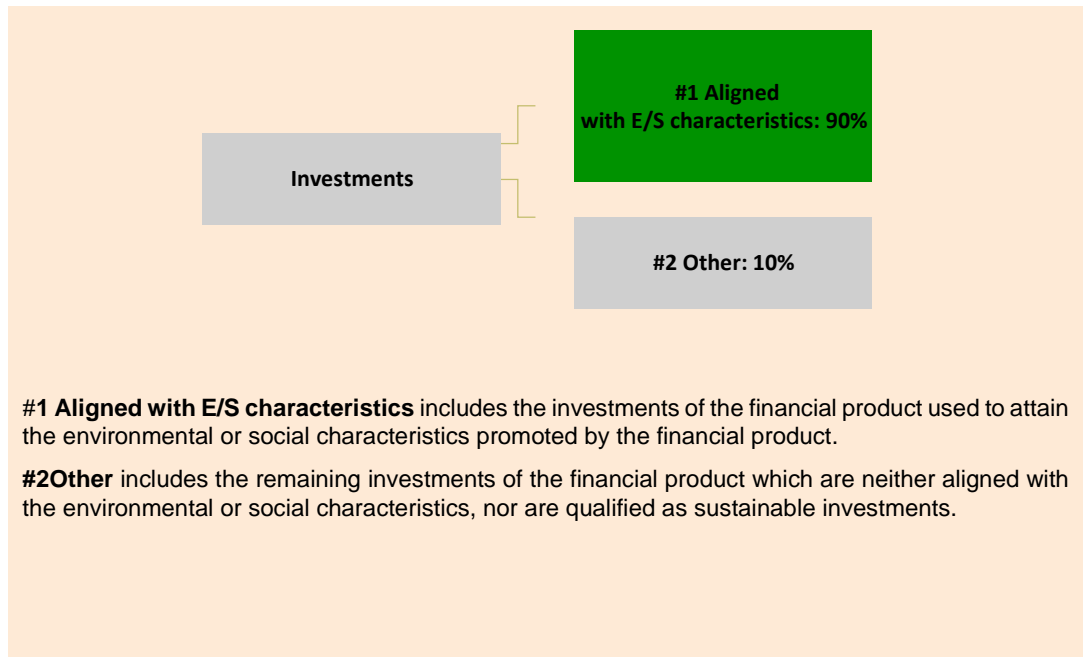 #1 Aligned
with E/S characteristics: 90%
Investments
#2 Other: 10%
#1 Aligned with E/S characteristics includes the investments of the financial product used to attain
the environmental or social characteristics promoted by the financial product.
#2Other includes the remaining investments of the financial product which are neither aligned with
the environmental or social characteristics, nor are qualified as sustainable investments.